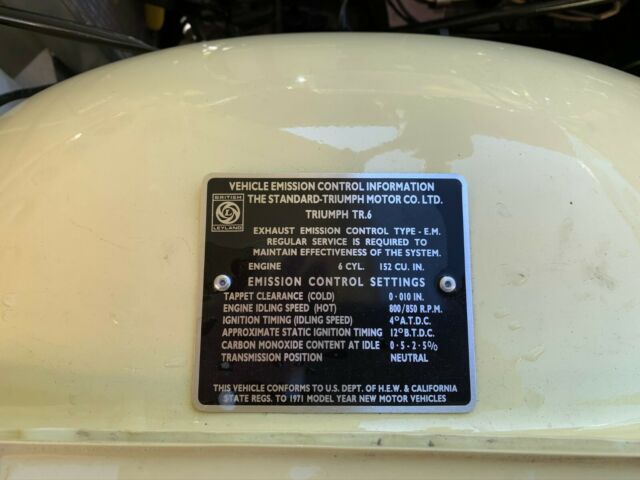 VEHICLE EMISSION CONTROL INFORMATION
BRITISH
LEYLAND
THE STANDARD-TRIUMPH MOTOR CO. LTD.
TRIUMPH TR.6
EXHAUST EMISSION CONTROL TYPE - E.M.
REGULAR SERVICE IS REQUIRED TO
MAINTAIN EFFECTIVENESS OF THE SYSTEM.
ENGINE 6 CYL. 152 CU. IN.
EMISSION CONTROL SETTINGS
TAPPET CLEARANCE (COLD) 0·010 IN.
ENGINE IDLING SPEED (HOT) 800/850 R.P.M.
IGNITION TIMING (IDLING SPEED) 4° A.T.D.C.
APPROXIMATE STATIC IGNITION TIMING 12° B.T.D.C.
CARBON MONOXIDE CONTENT AT IDLE 0·5-2·5%
TRANSMISSION POSITION NEUTRAL
THIS VEHICLE CONFORMS TO U.S. DEPT. OF H.E.W. & CALIFORNIA
STATE REGS. TO 1971 MODEL YEAR NEW MOTOR VEHICLES